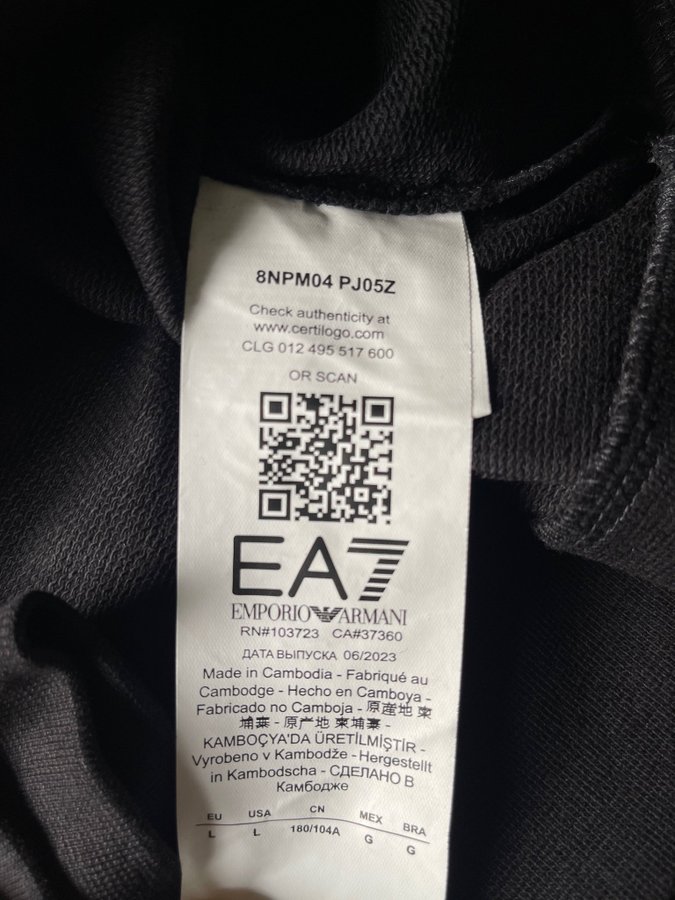 8NPM04 PJ05Z
Check authenticity at
www.certilogo.com
CLG 012 495 517 600
OR SCAN
EA7
EMPORIO ARMANI
RN#103723 CA#37360
ДАТА ВЫПУСКА 06/2023
Made in Cambodia - Fabriqué au
Cambodge - Hecho en Camboya -
Fabricado no Camboja - 原産地 柬
埔寨 - 原产地 柬埔寨 -
KAMBOÇYA'DA ÜRETİLMİŞTİR -
Vyrobeno v Kambodže - Hergestellt
in Kambodscha - СДЕЛАНО В
Камбодже
EU USA CN MEX BRA
L L 180/104A G G